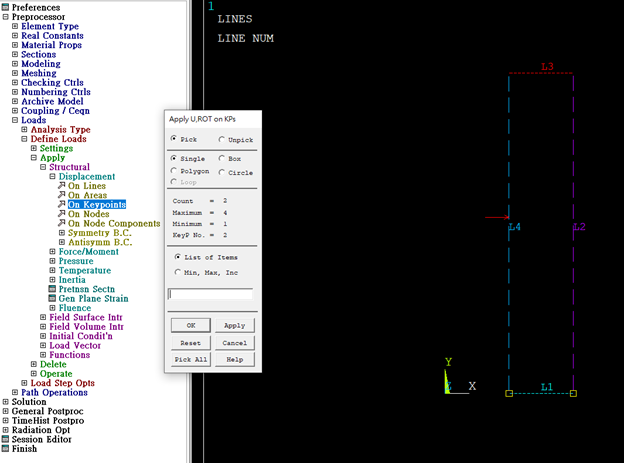 Preferences
Preprocessor
Element Type
Real Constants
Material Props
Sections
Modeling
Meshing
Checking Ctrls
Numbering Ctrls
Archive Model
Coupling / Ceqn
Loads
Analysis Type
Define Loads
Settings
Apply
Structural
Displacement
On Lines
On Areas
On Keypoints
On Nodes
On Node Components
Symmetry B.C.
Antisymm B.C.
Force/Moment
Pressure
Temperature
Inertia
Pretnsn Sectn
Gen Plane Strain
Fluence
Field Surface Intr
Field Volume Intr
Initial Condit'n
Load Vector
Functions
Delete
Operate
Load Step Opts
Path Operations
Solution
General Postproc
TimeHist Postpro
Radiation Opt
Session Editor
Finish
Apply U,ROT on KPs
Pick Unpick
Single Box
Polygon Circle
Loop
Count = 2
Maximum = 4
Minimum = 1
KeyP No. = 2
List of Items
Min, Max, Inc
OK Apply
Reset Cancel
Pick All Help
1
LINES
LINE NUM
L3
L4 L2
L1
Y
Z X